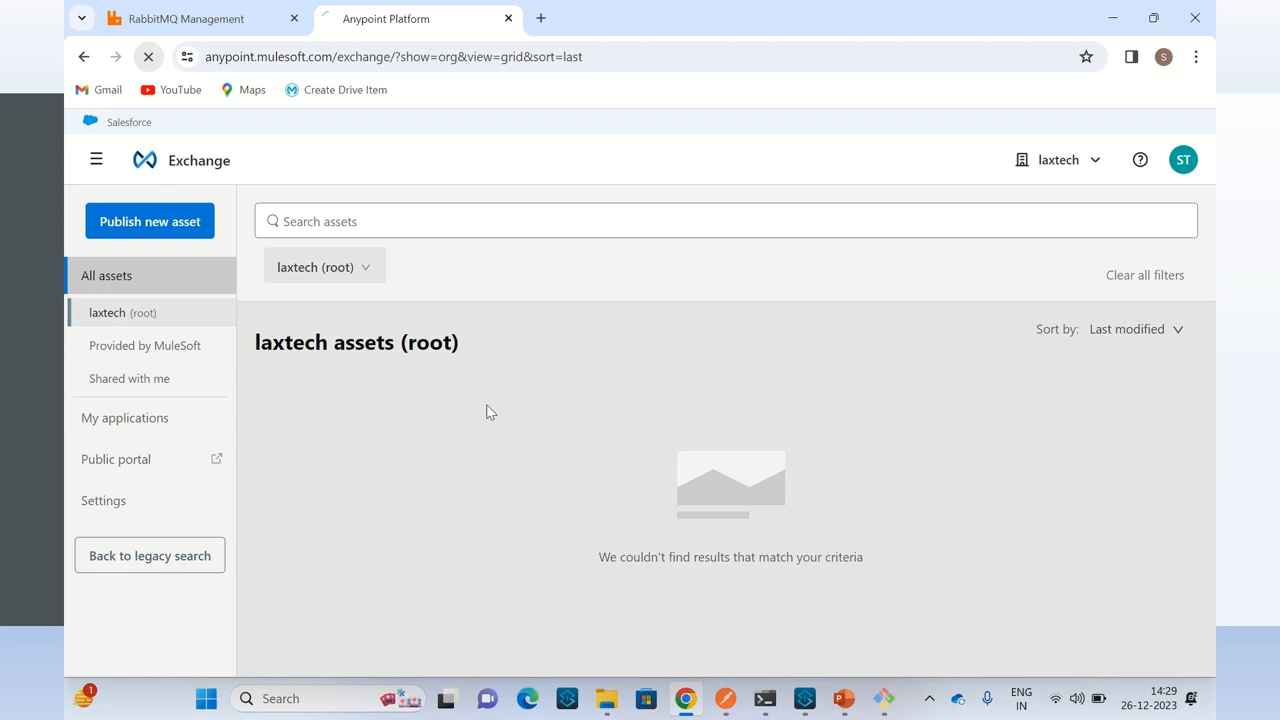 RabbitMQ Management
Anypoint Platform
anypoint.mulesoft.com/exchange/?show=org&view=grid&sort=last
S
Gmail
YouTube
Maps
Create Drive Item
Salesforce
Exchange
laxtech
ST
Publish new asset
Search assets
laxtech (root)
Clear all filters
All assets
laxtech (root)
Provided by MuleSoft
Shared with me
My applications
Public portal
Settings
Back to legacy search
laxtech assets (root)
Sort by: Last modified
We couldn't find results that match your criteria
1
Search
ENG
IN
14:29
26-12-2023